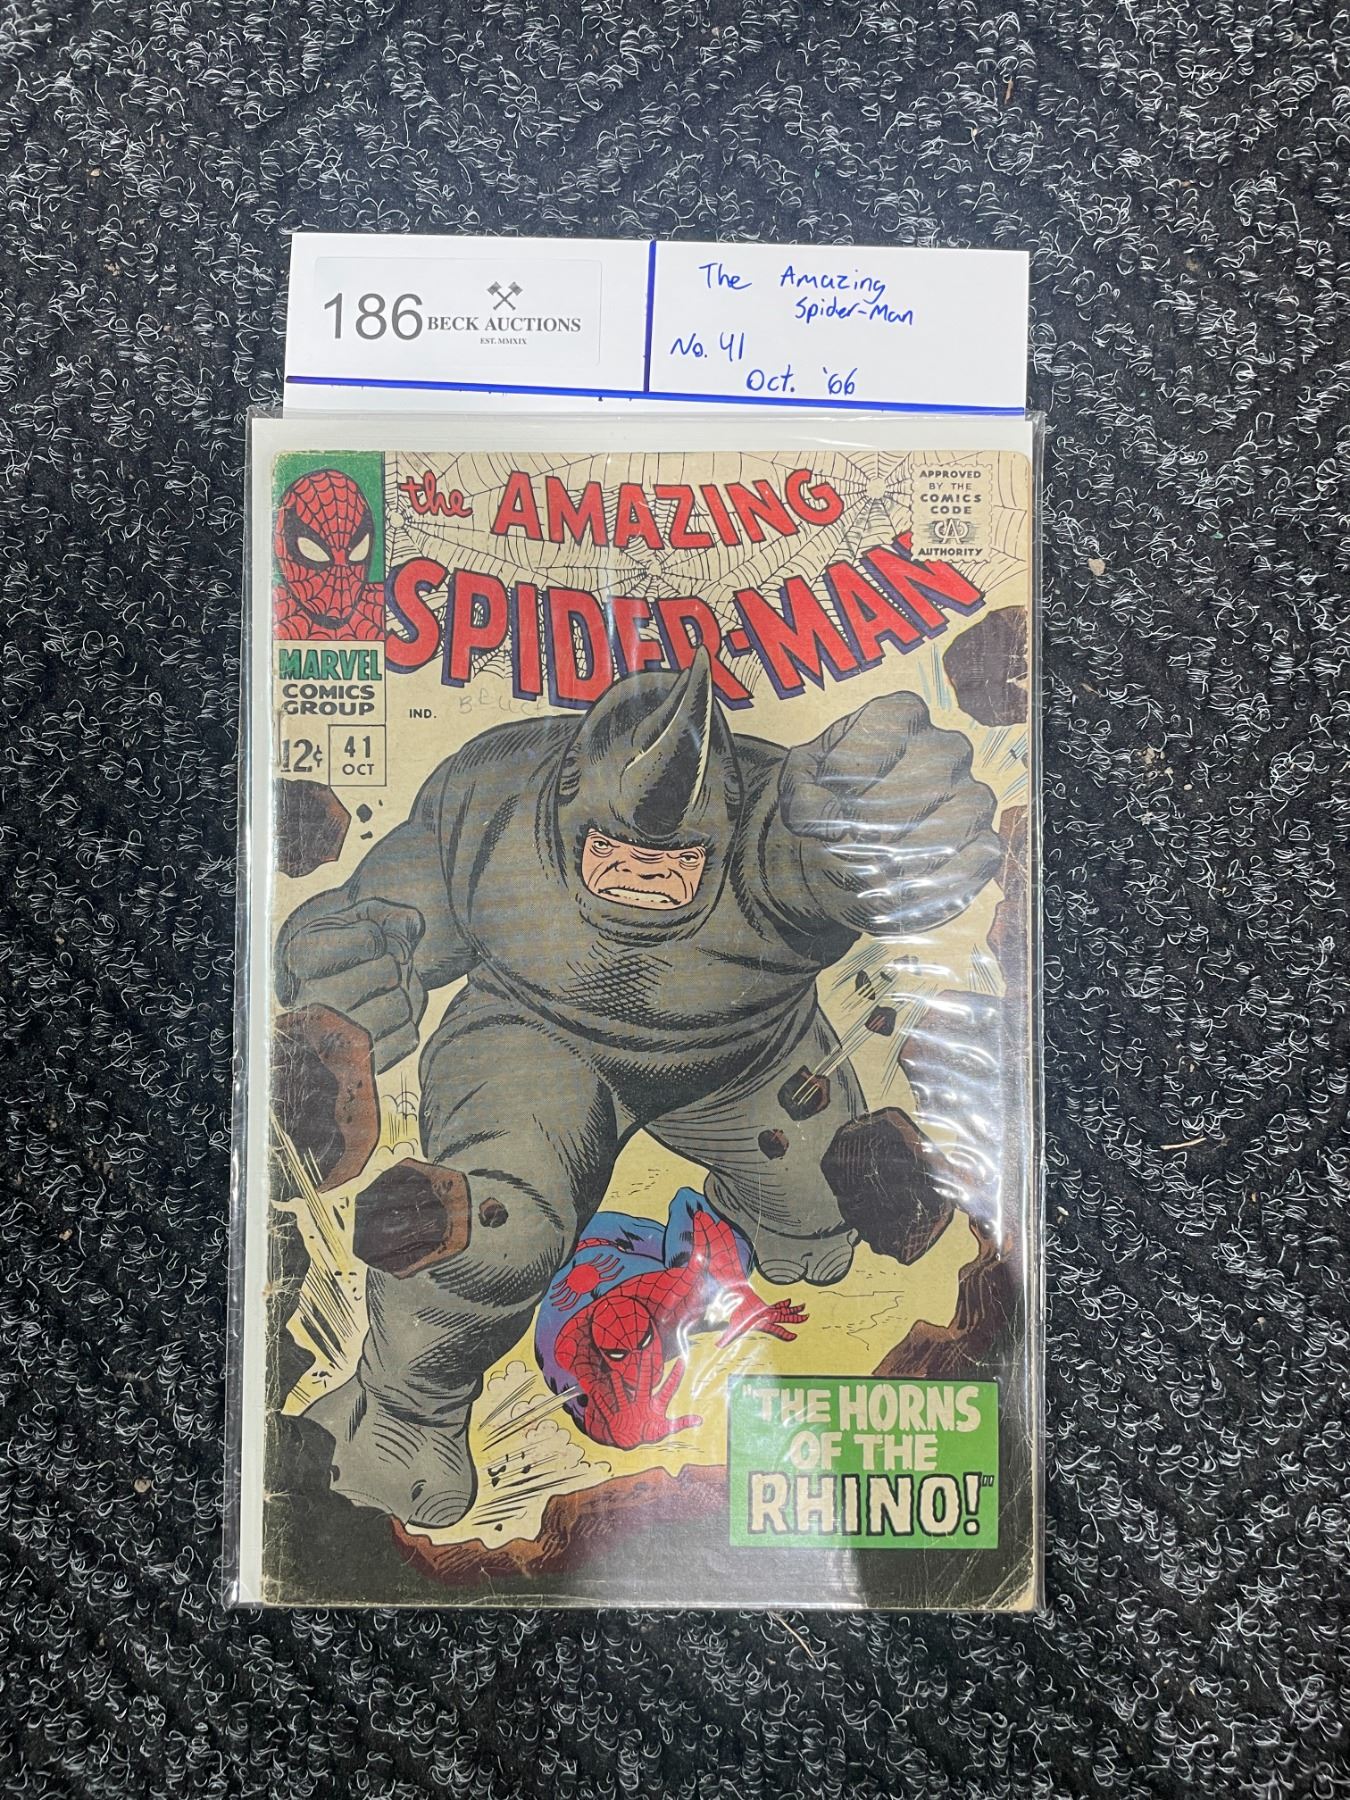 186 BECK AUCTIONS
EST. MMXIX
The Amazing
Spider-Man
No. 41
Oct. '66
the AMAZING
SPIDER-MAN
APPROVED
BY THE
COMICS
CODE
CA
AUTHORITY
MARVEL
COMICS
GROUP
IND.
12¢
41
OCT
"THE HORNS
OF THE
RHINO!"